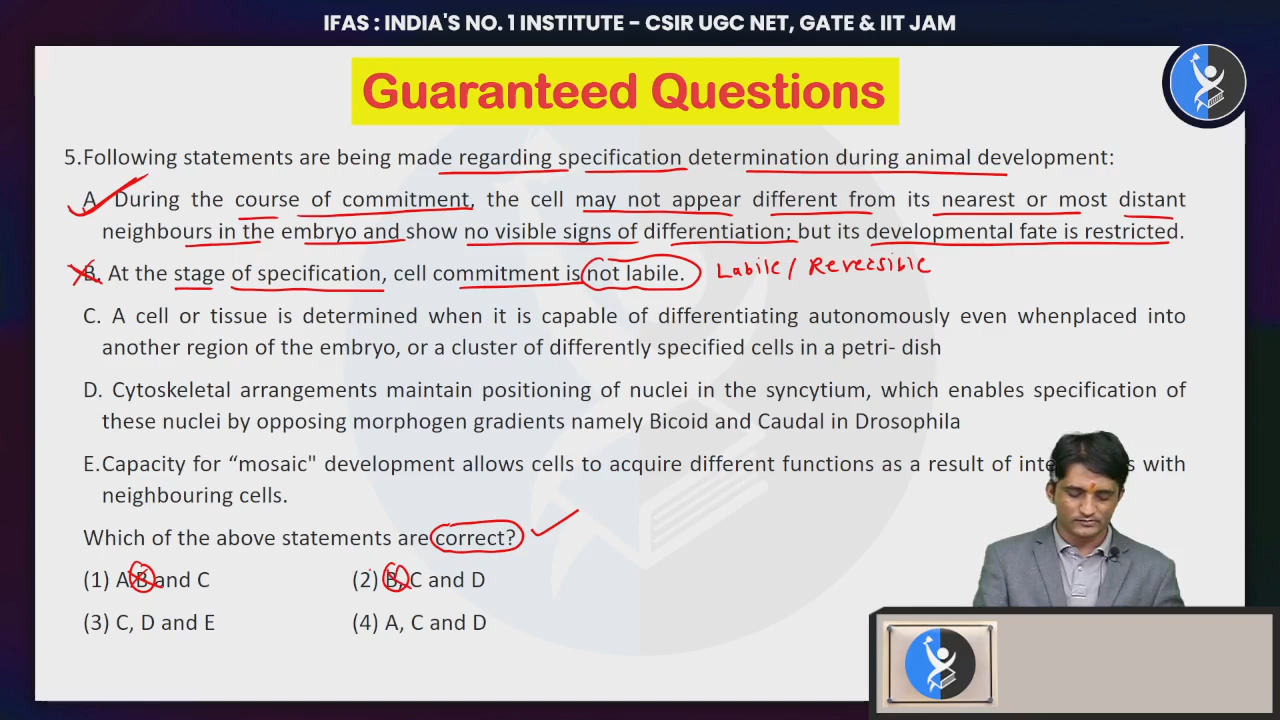 IFAS : INDIA'S NO. 1 INSTITUTE - CSIR UGC NET, GATE & IIT JAM
Guaranteed Questions
5.Following statements are being made regarding specification determination during animal development:
A. During the course of commitment, the cell may not appear different from its nearest or most distant
neighbours in the embryo and show no visible signs of differentiation; but its developmental fate is restricted.
B. At the stage of specification, cell commitment is not labile. Labile / Reversible
C. A cell or tissue is determined when it is capable of differentiating autonomously even whenplaced into
another region of the embryo, or a cluster of differently specified cells in a petri- dish
D. Cytoskeletal arrangements maintain positioning of nuclei in the syncytium, which enables specification of
these nuclei by opposing morphogen gradients namely Bicoid and Caudal in Drosophila
E.Capacity for “mosaic" development allows cells to acquire different functions as a result of with
neighbouring cells.
Which of the above statements are correct?
(1) A B and C (2) B, C and D
(3) C, D and E (4) A, C and D